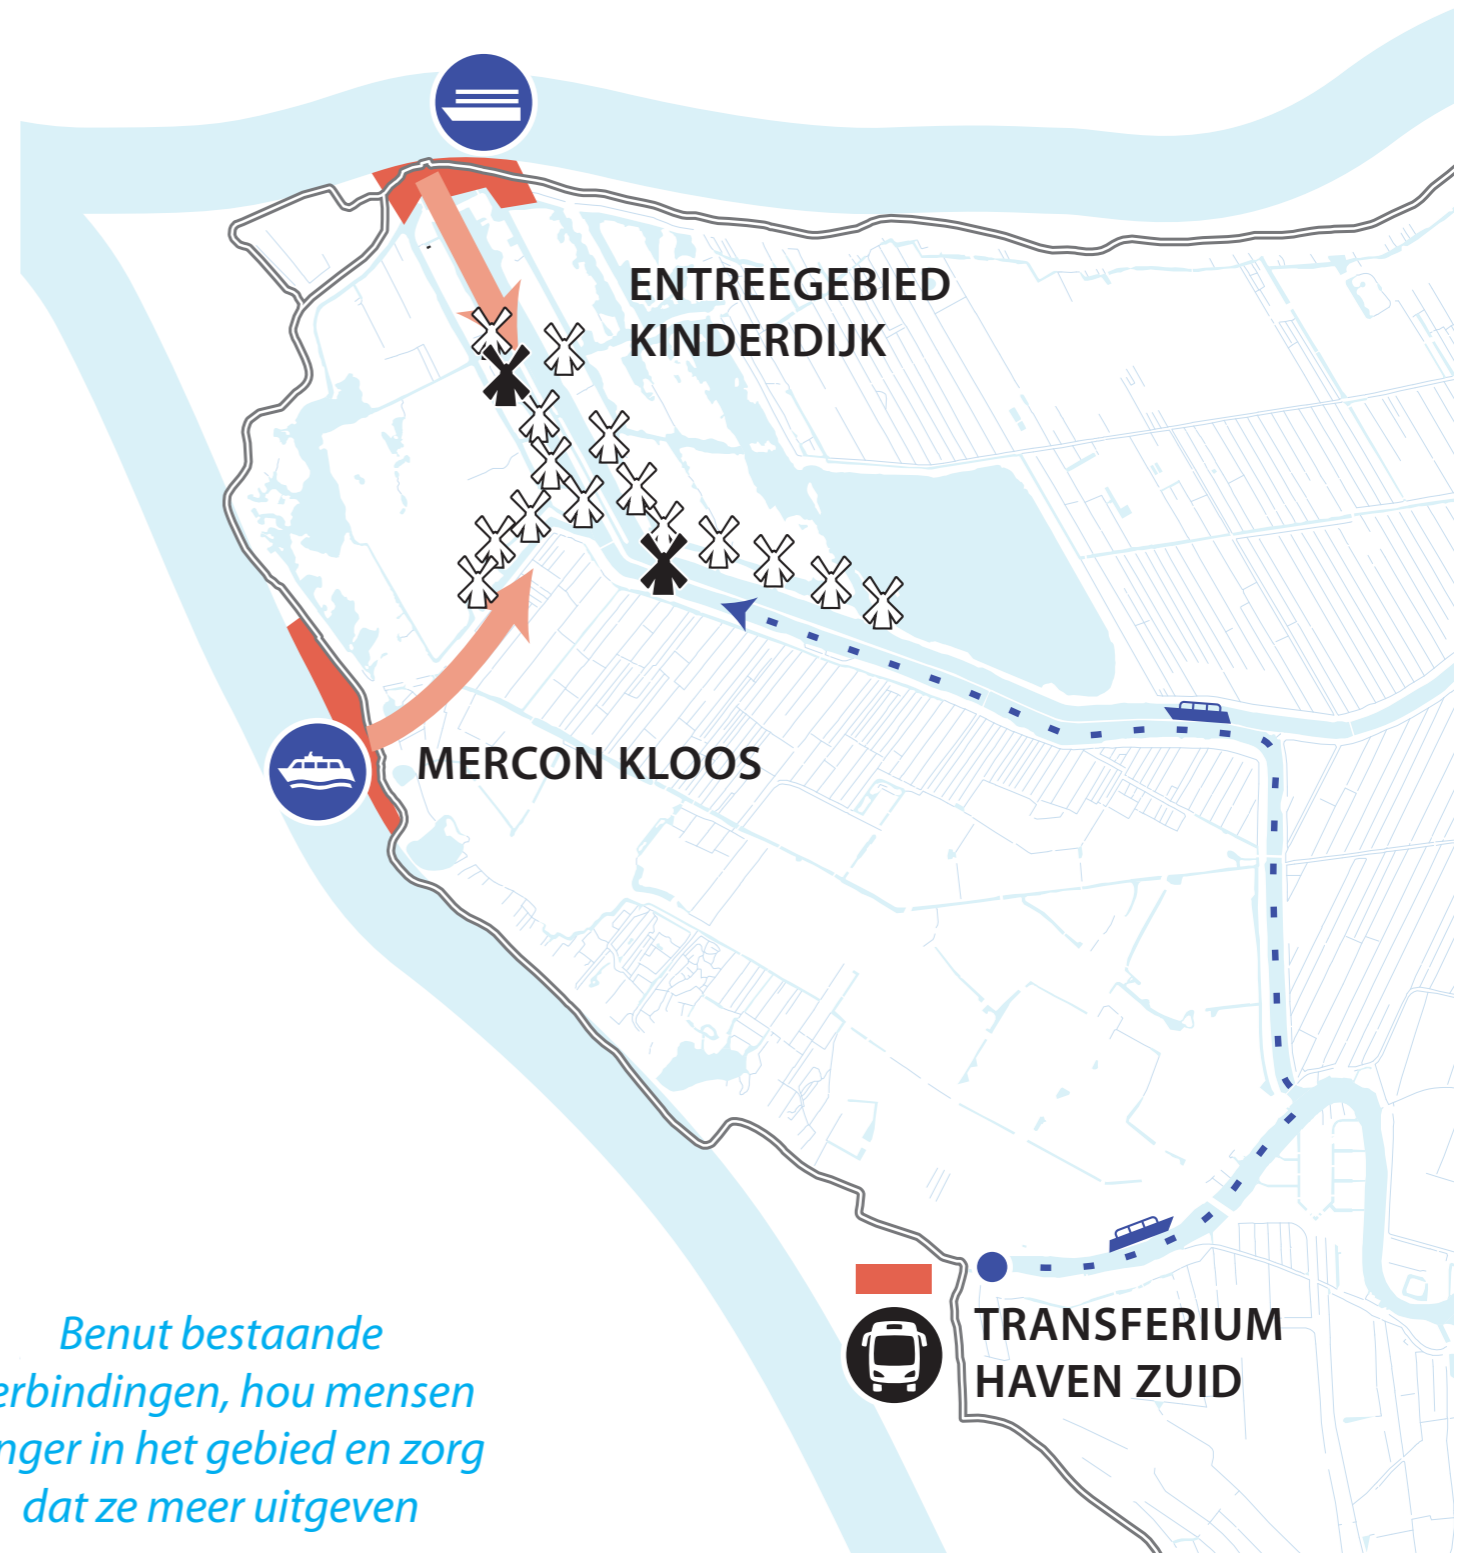 ENTREEGEBIED
KINDERDIJK
MERCON KLOOS
TRANSFERIUM
HAVEN ZUID
Benut bestaande
erbindingen, hou mensen
nger in het gebied en zorg
dat ze meer uitgeven